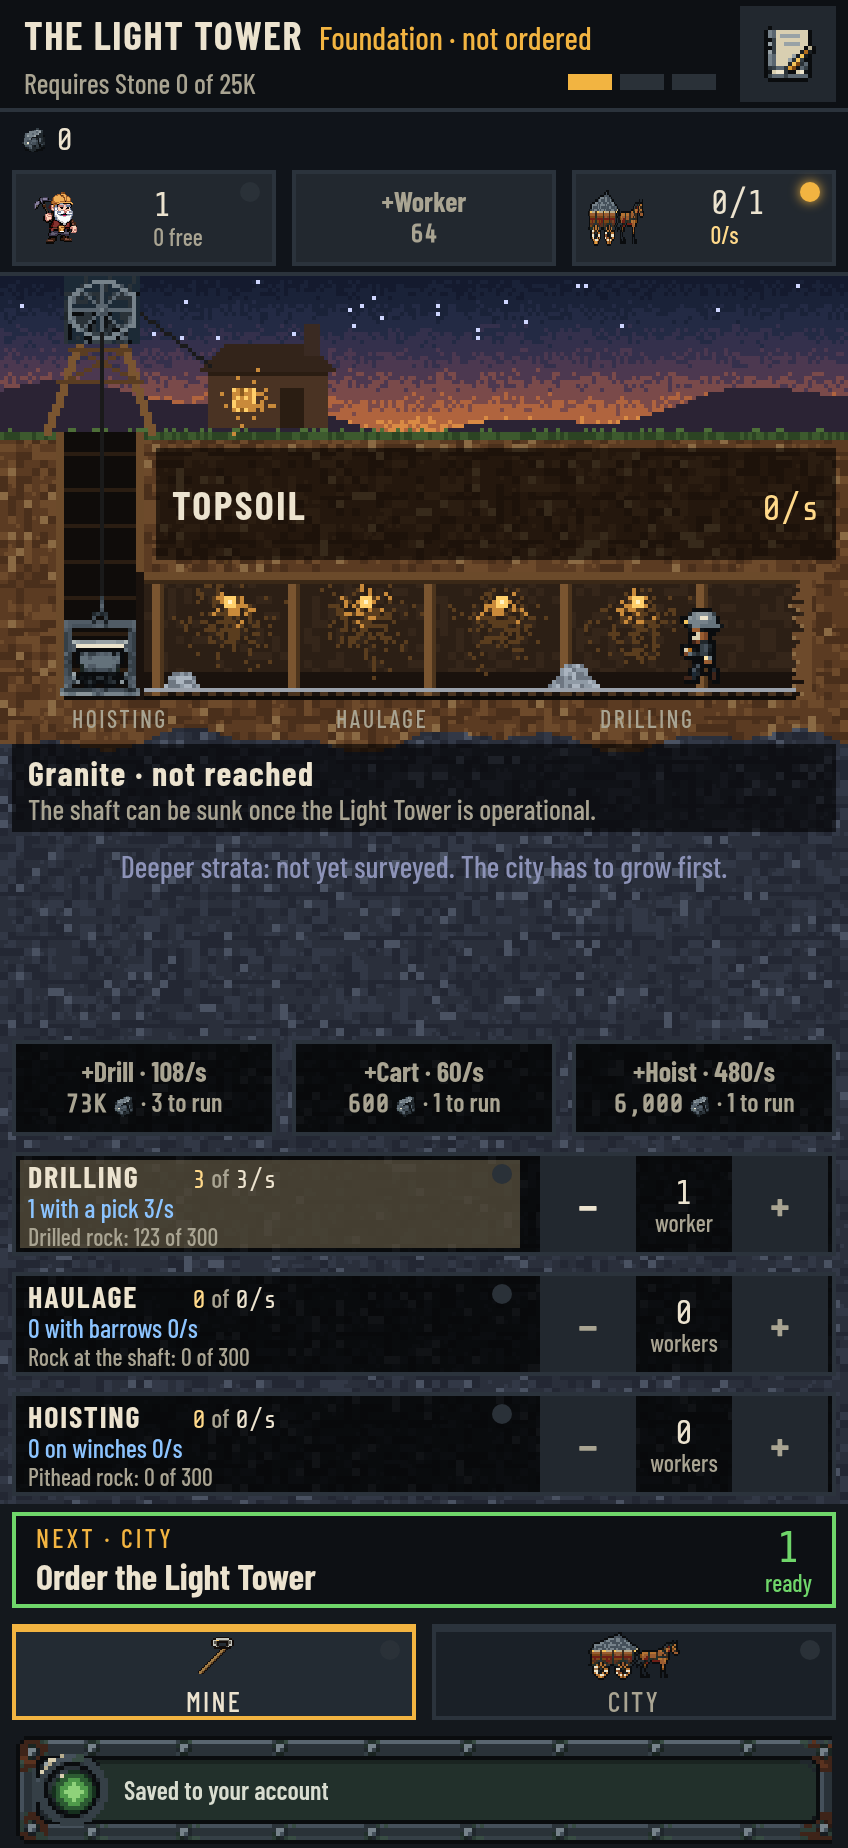 THE LIGHT TOWER Foundation · not ordered
Requires Stone 0 of 25K
0
1
0 free
+Worker
64
0/1
0/s
TOPSOIL 0/s
HOISTING HAULAGE DRILLING
Granite · not reached
The shaft can be sunk once the Light Tower is operational.
Deeper strata: not yet surveyed. The city has to grow first.
+Drill · 108/s
73K · 3 to run
+Cart · 60/s
600 · 1 to run
+Hoist · 480/s
6,000 · 1 to run
DRILLING 3 of 3/s
1 with a pick 3/s
Drilled rock: 123 of 300
− 1 +
worker
HAULAGE 0 of 0/s
0 with barrows 0/s
Rock at the shaft: 0 of 300
− 0 +
workers
HOISTING 0 of 0/s
0 on winches 0/s
Pithead rock: 0 of 300
− 0 +
workers
NEXT · CITY
Order the Light Tower
1
ready
MINE
CITY
Saved to your account